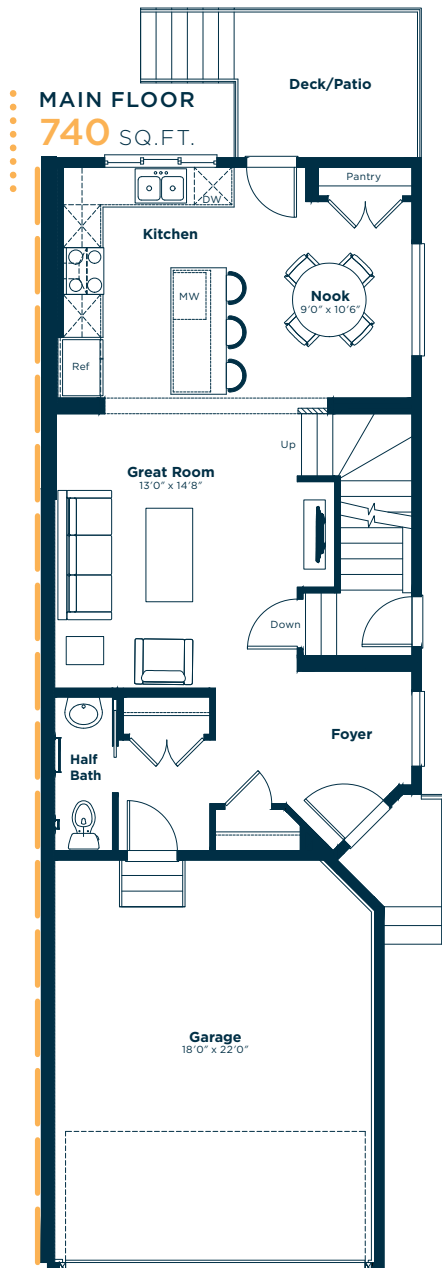 Deck/Patio
MAIN FLOOR
740 SQ.FT.
Pantry
DW
Kitchen
MW
Nook
9'0" x 10'6"
Ref
Up
Great Room
13'0" x 14'8"
Down
Foyer
Half
Bath
Garage
18'0" x 22'0"